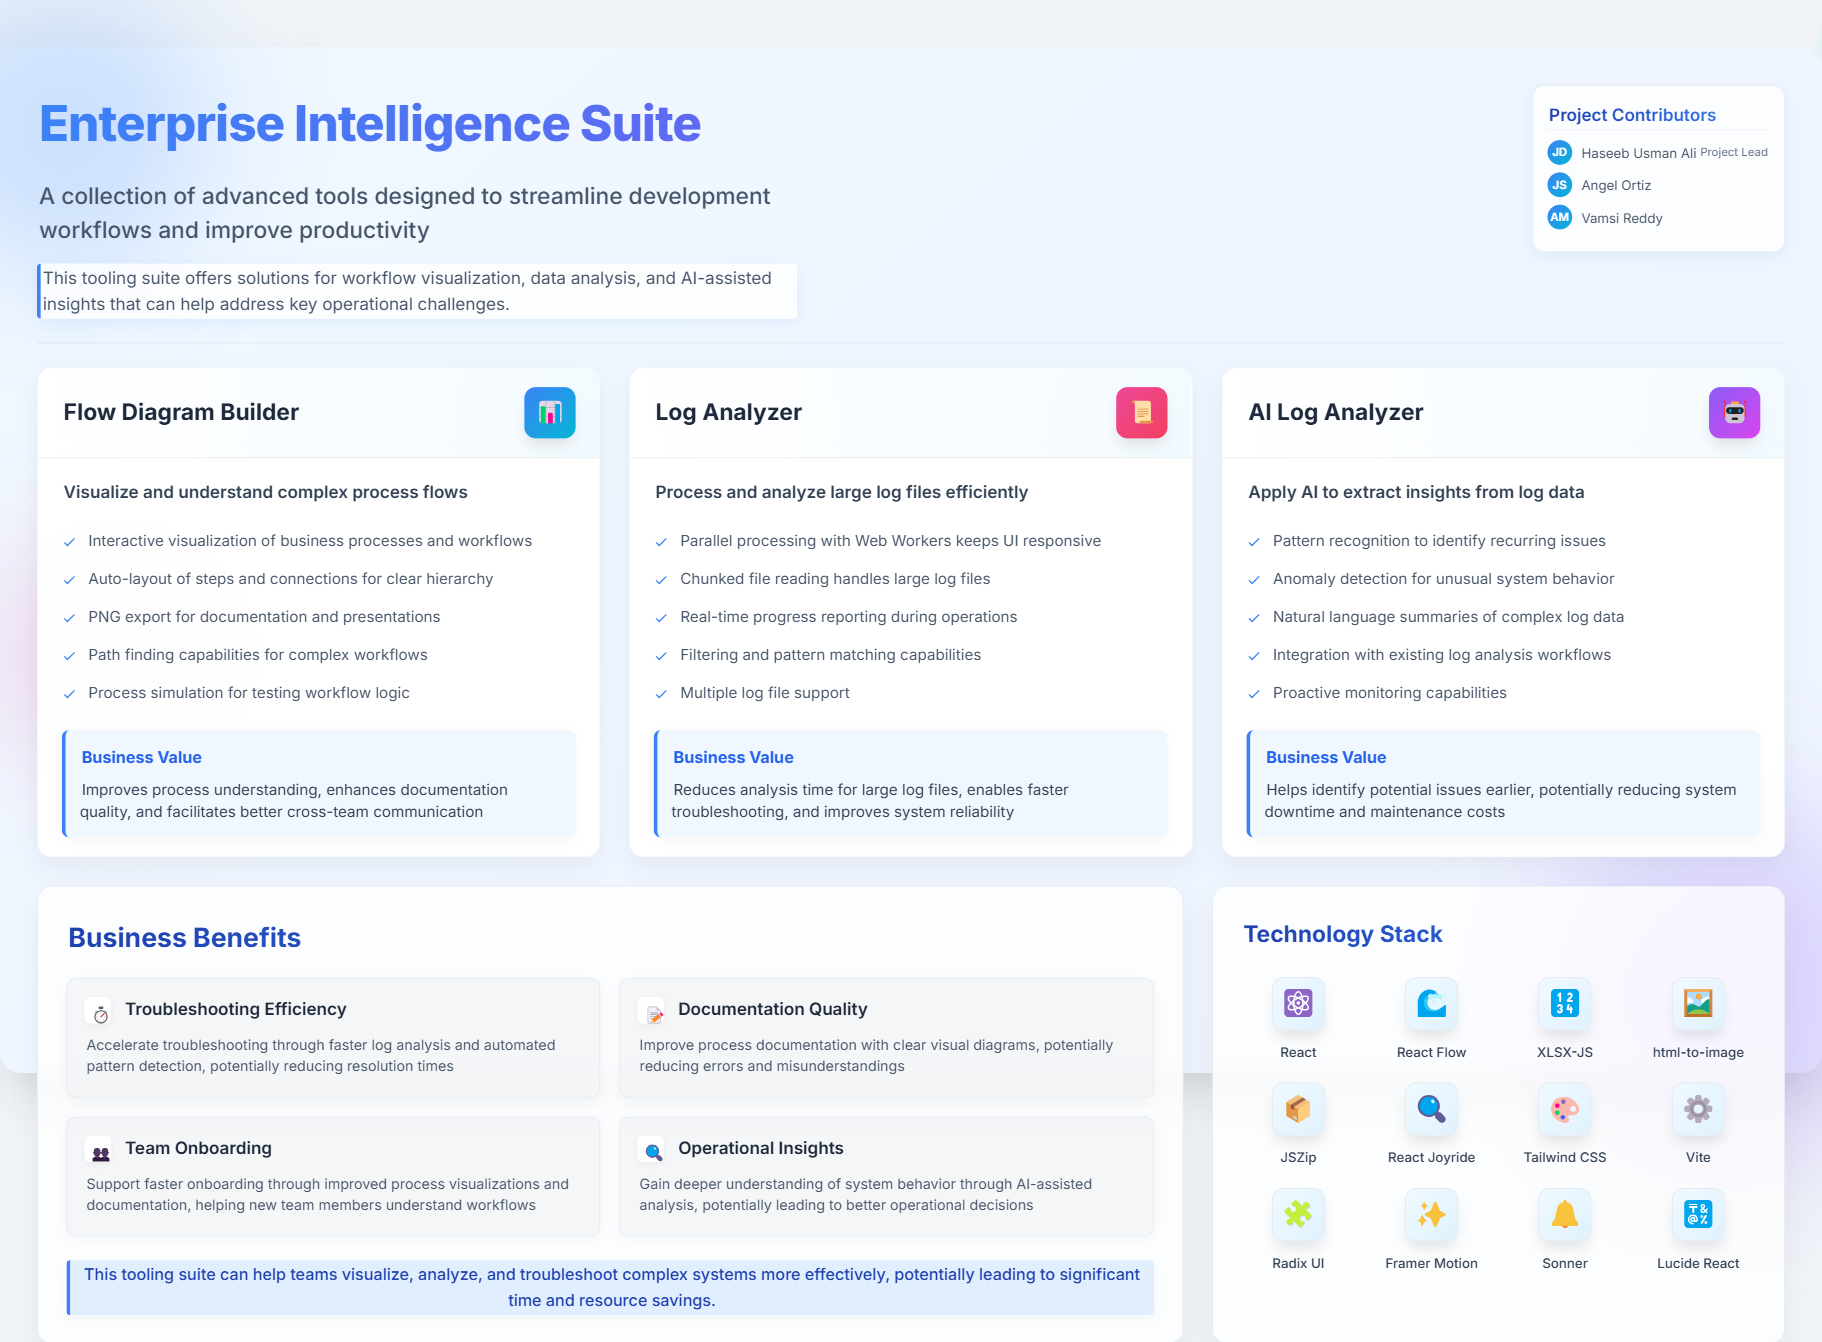 Enterprise Intelligence Suite
A collection of advanced tools designed to streamline development
workflows and improve productivity
This tooling suite offers solutions for workflow visualization, data analysis, and AI-assisted
insights that can help address key operational challenges.
Project Contributors
JD Haseeb Usman Ali Project Lead
JS Angel Ortiz
AM Vamsi Reddy
Flow Diagram Builder
Visualize and understand complex process flows
Interactive visualization of business processes and workflows
Auto-layout of steps and connections for clear hierarchy
PNG export for documentation and presentations
Path finding capabilities for complex workflows
Process simulation for testing workflow logic
Business Value
Improves process understanding, enhances documentation
quality, and facilitates better cross-team communication
Log Analyzer
Process and analyze large log files efficiently
Parallel processing with Web Workers keeps UI responsive
Chunked file reading handles large log files
Real-time progress reporting during operations
Filtering and pattern matching capabilities
Multiple log file support
Business Value
Reduces analysis time for large log files, enables faster
troubleshooting, and improves system reliability
AI Log Analyzer
Apply AI to extract insights from log data
Pattern recognition to identify recurring issues
Anomaly detection for unusual system behavior
Natural language summaries of complex log data
Integration with existing log analysis workflows
Proactive monitoring capabilities
Business Value
Helps identify potential issues earlier, potentially reducing system
downtime and maintenance costs
Business Benefits
Troubleshooting Efficiency
Accelerate troubleshooting through faster log analysis and automated
pattern detection, potentially reducing resolution times
Documentation Quality
Improve process documentation with clear visual diagrams, potentially
reducing errors and misunderstandings
Team Onboarding
Support faster onboarding through improved process visualizations and
documentation, helping new team members understand workflows
Operational Insights
Gain deeper understanding of system behavior through AI-assisted
analysis, potentially leading to better operational decisions
This tooling suite can help teams visualize, analyze, and troubleshoot complex systems more effectively, potentially leading to significant
time and resource savings.
Technology Stack
React
React Flow
XLSX-JS
html-to-image
JSZip
React Joyride
Tailwind CSS
Vite
Radix UI
Framer Motion
Sonner
Lucide React